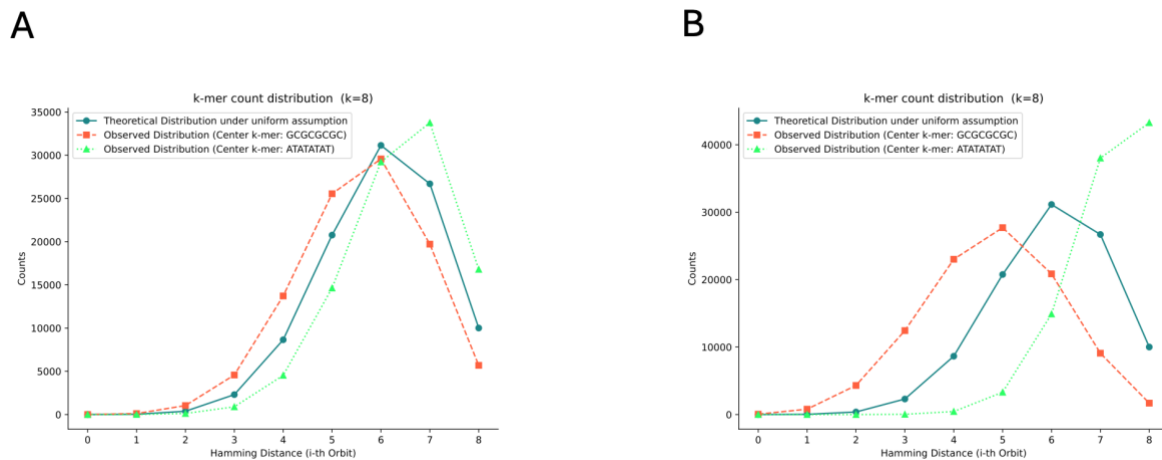 A
B
k-mer count distribution (k=8)
Theoretical Distribution under uniform assumption
Observed Distribution (Center k-mer: GCGCGCGC)
Observed Distribution (Center k-mer: ATATATAT)
35000
30000
25000
20000
15000
10000
5000
0
Counts
0 1 2 3 4 5 6 7 8
Hamming Distance (i-th Orbit)
k-mer count distribution (k=8)
Theoretical Distribution under uniform assumption
Observed Distribution (Center k-mer: GCGCGCGC)
Observed Distribution (Center k-mer: ATATATAT)
40000
30000
20000
10000
0
Counts
0 1 2 3 4 5 6 7 8
Hamming Distance (i-th Orbit)